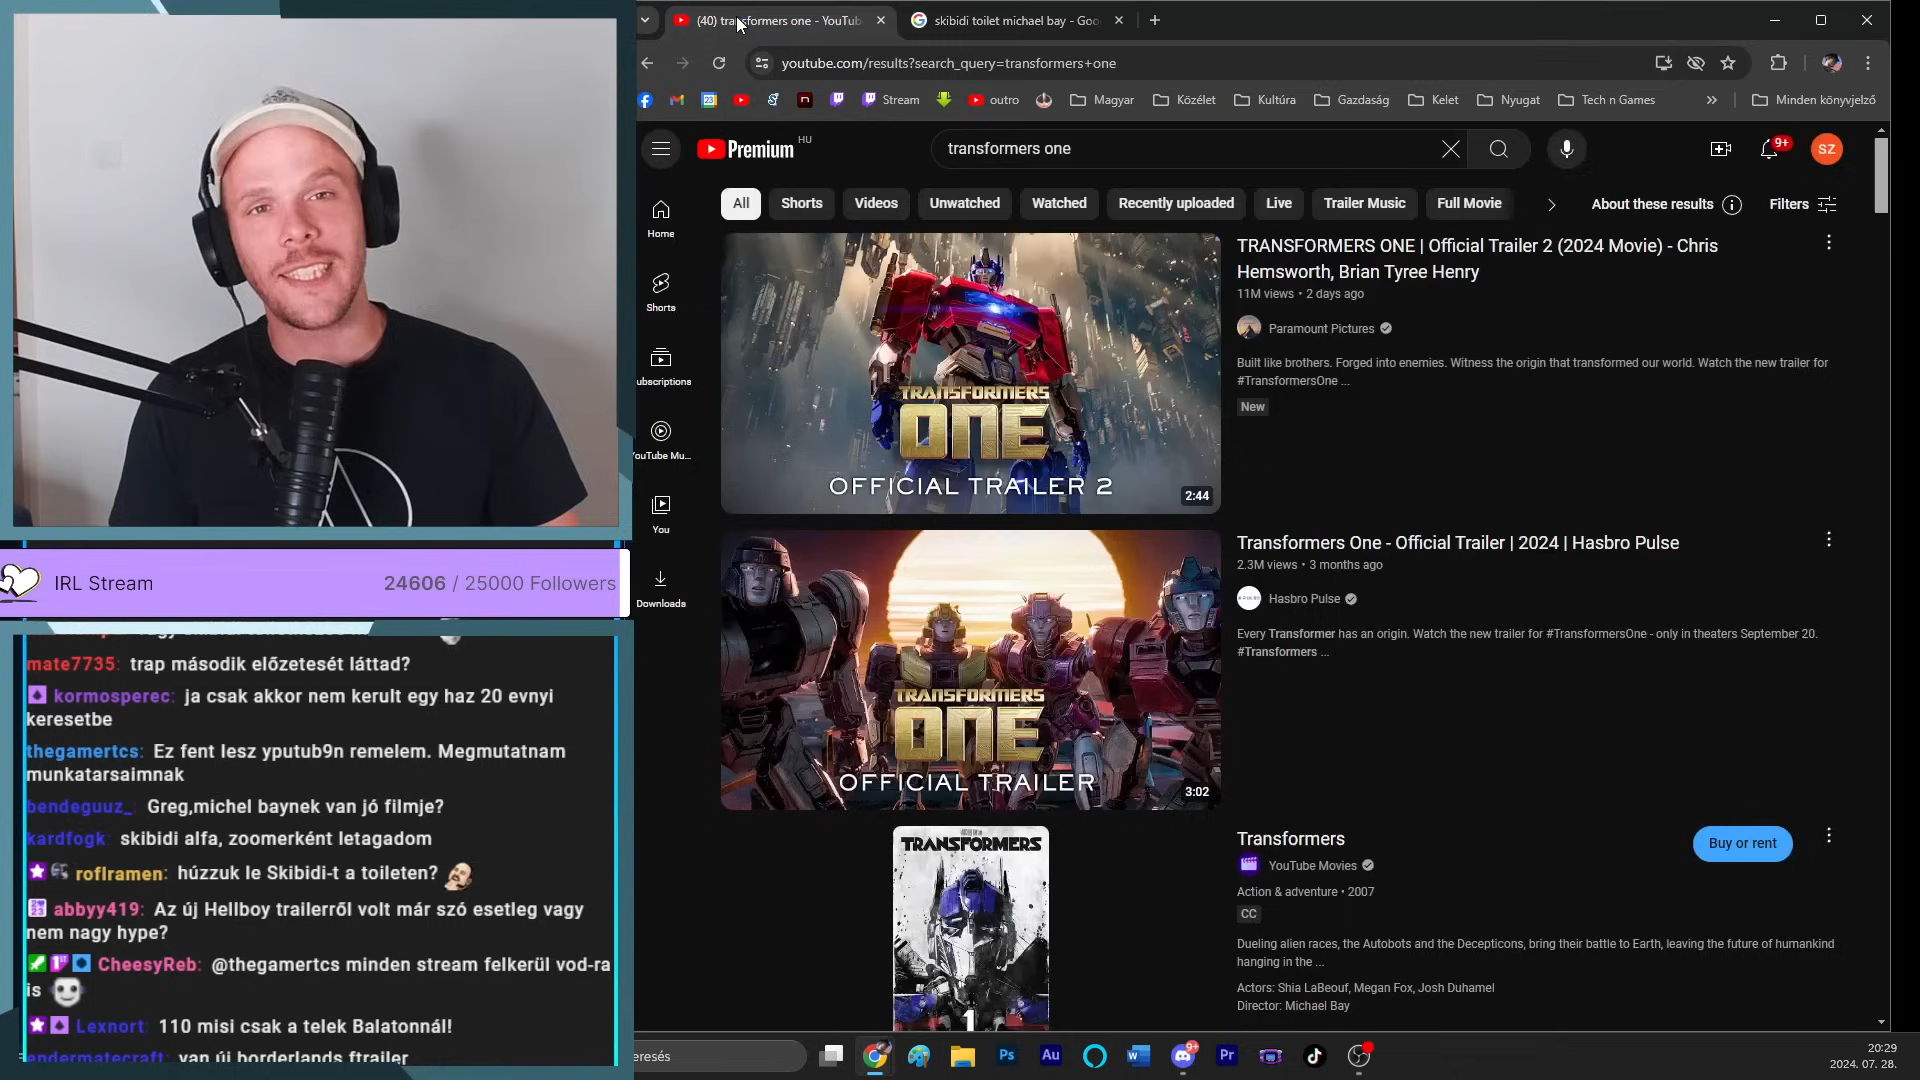 (40) transformers one - YouTub
skibidi toilet michael bay - Goo
youtube.com/results?search_query=transformers+one
Stream
outro
Magyar
Közélet
Kultúra
Gazdaság
Kelet
Nyugat
Tech n Games
Minden könyvjelző
Premium HU
transformers one
9+
SZ
All
Shorts
Videos
Unwatched
Watched
Recently uploaded
Live
Trailer Music
Full Movie
About these results
Filters
Home
Shorts
ubscriptions
ouTube Mu...
You
Downloads
TRANSFORMERS
ONE
OFFICIAL TRAILER 2
2:44
TRANSFORMERS ONE | Official Trailer 2 (2024 Movie) - Chris
Hemsworth, Brian Tyree Henry
11M views • 2 days ago
Paramount Pictures
Built like brothers. Forged into enemies. Witness the origin that transformed our world. Watch the new trailer for
#TransformersOne ...
New
TRANSFORMERS
ONE
OFFICIAL TRAILER
3:02
Transformers One - Official Trailer | 2024 | Hasbro Pulse
2.3M views • 3 months ago
Hasbro Pulse
Every Transformer has an origin. Watch the new trailer for #TransformersOne - only in theaters September 20.
#Transformers ...
TRANSFORMERS
1
Transformers
YouTube Movies
Buy or rent
Action & adventure • 2007
CC
Dueling alien races, the Autobots and the Decepticons, bring their battle to Earth, leaving the future of humankind
hanging in the ...
Actors: Shia LaBeouf, Megan Fox, Josh Duhamel
Director: Michael Bay
IRL Stream
24606 / 25000 Followers
mate7735: trap második előzetesét láttad?
kormosperec: ja csak akkor nem kerult egy haz 20 evnyi
keresetbe
thegamertcs: Ez fent lesz yputub9n remelem. Megmutatnam
munkatarsaimnak
bendeguuz_: Greg,michel baynek van jó filmje?
kardfogk: skibidi alfa, zoomerként letagadom
roflramen: húzzuk le Skibidi-t a toileten?
abbyy419: Az új Hellboy trailerről volt már szó esetleg vagy
nem nagy hype?
CheesyReb: @thegamertcs minden stream felkerül vod-ra
is
Lexnort: 110 misi csak a telek Balatonnál!
endermatecraft: van új borderlands ftrailer
eresés
Ps
Au
W
9+
Pr
20:29
2024. 07. 28.